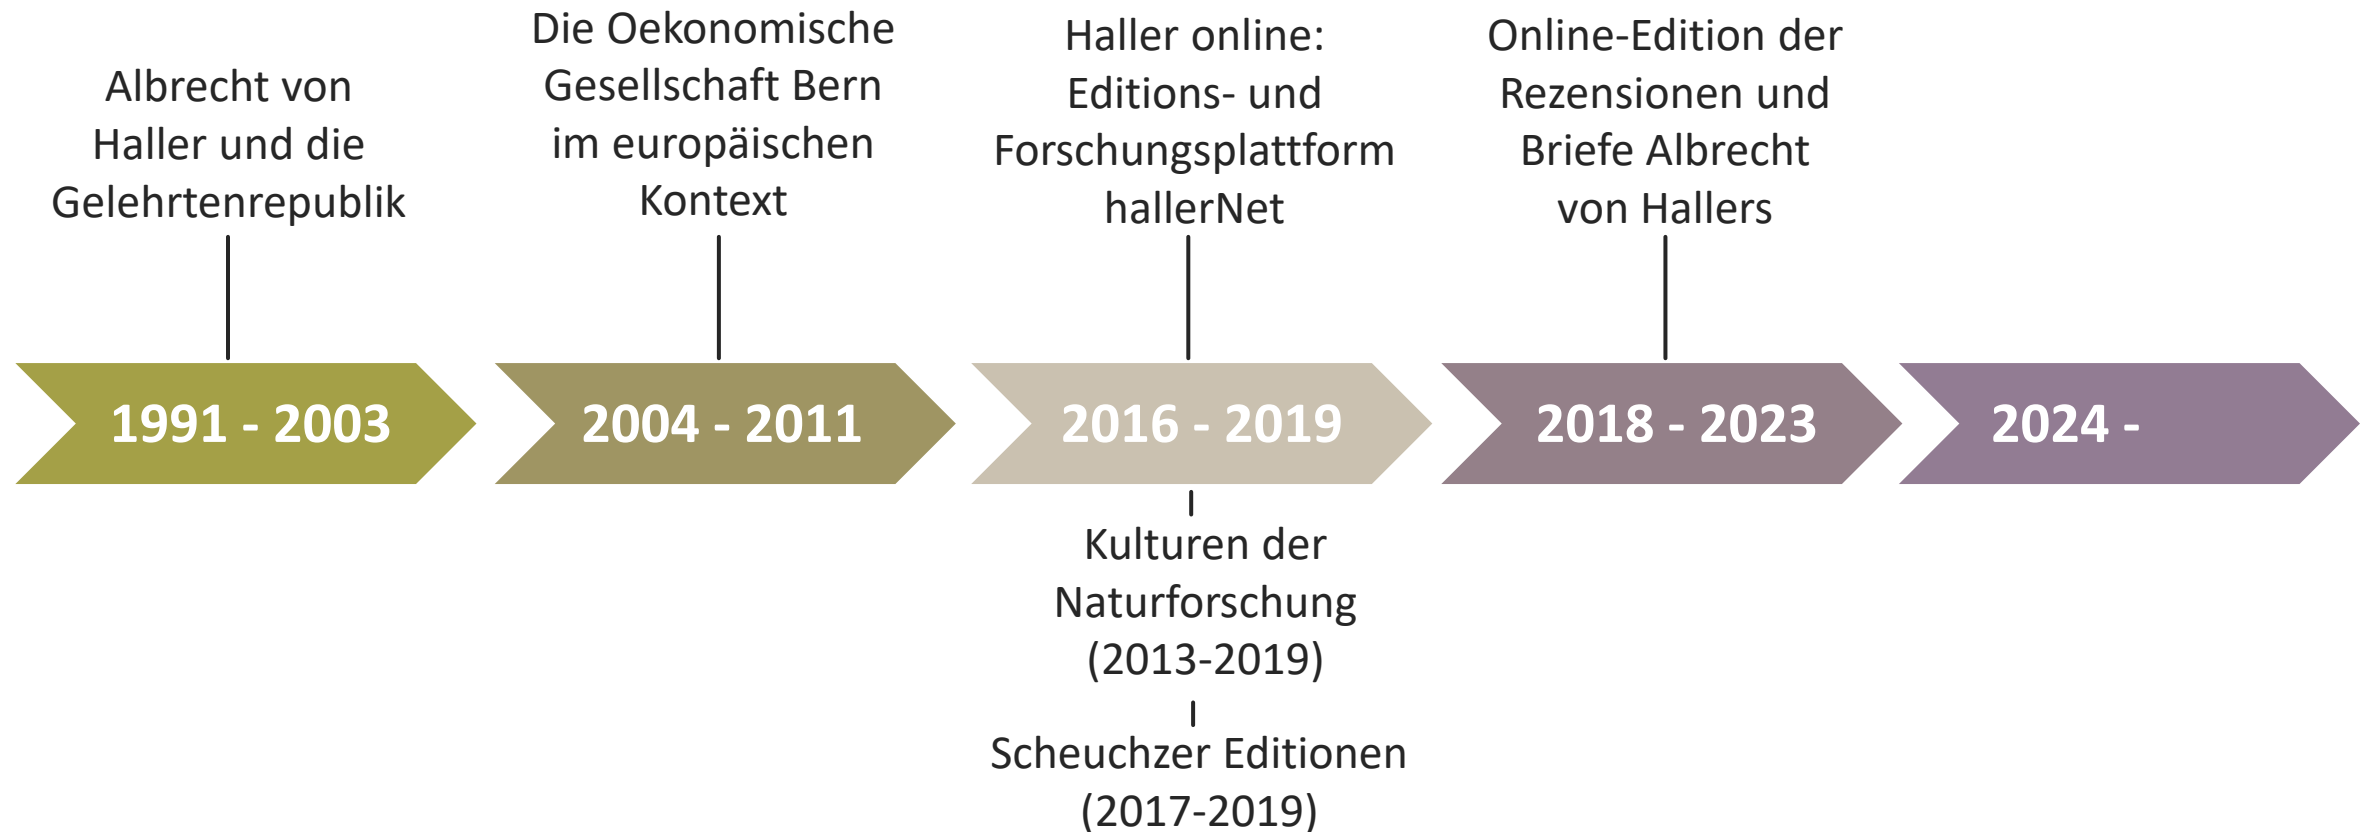 Albrecht von
Haller und die
Gelehrtenrepublik
Die Oekonomische
Gesellschaft Bern
im europäischen
Kontext
Haller online:
Editions- und
Forschungsplattform
hallerNet
Online-Edition der
Rezensionen und
Briefe Albrecht
von Hallers
1991 - 2003
2004 - 2011
2016 - 2019
2018 - 2023
2024 -
Kulturen der
Naturforschung
(2013-2019)
Scheuchzer Editionen
(2017-2019)